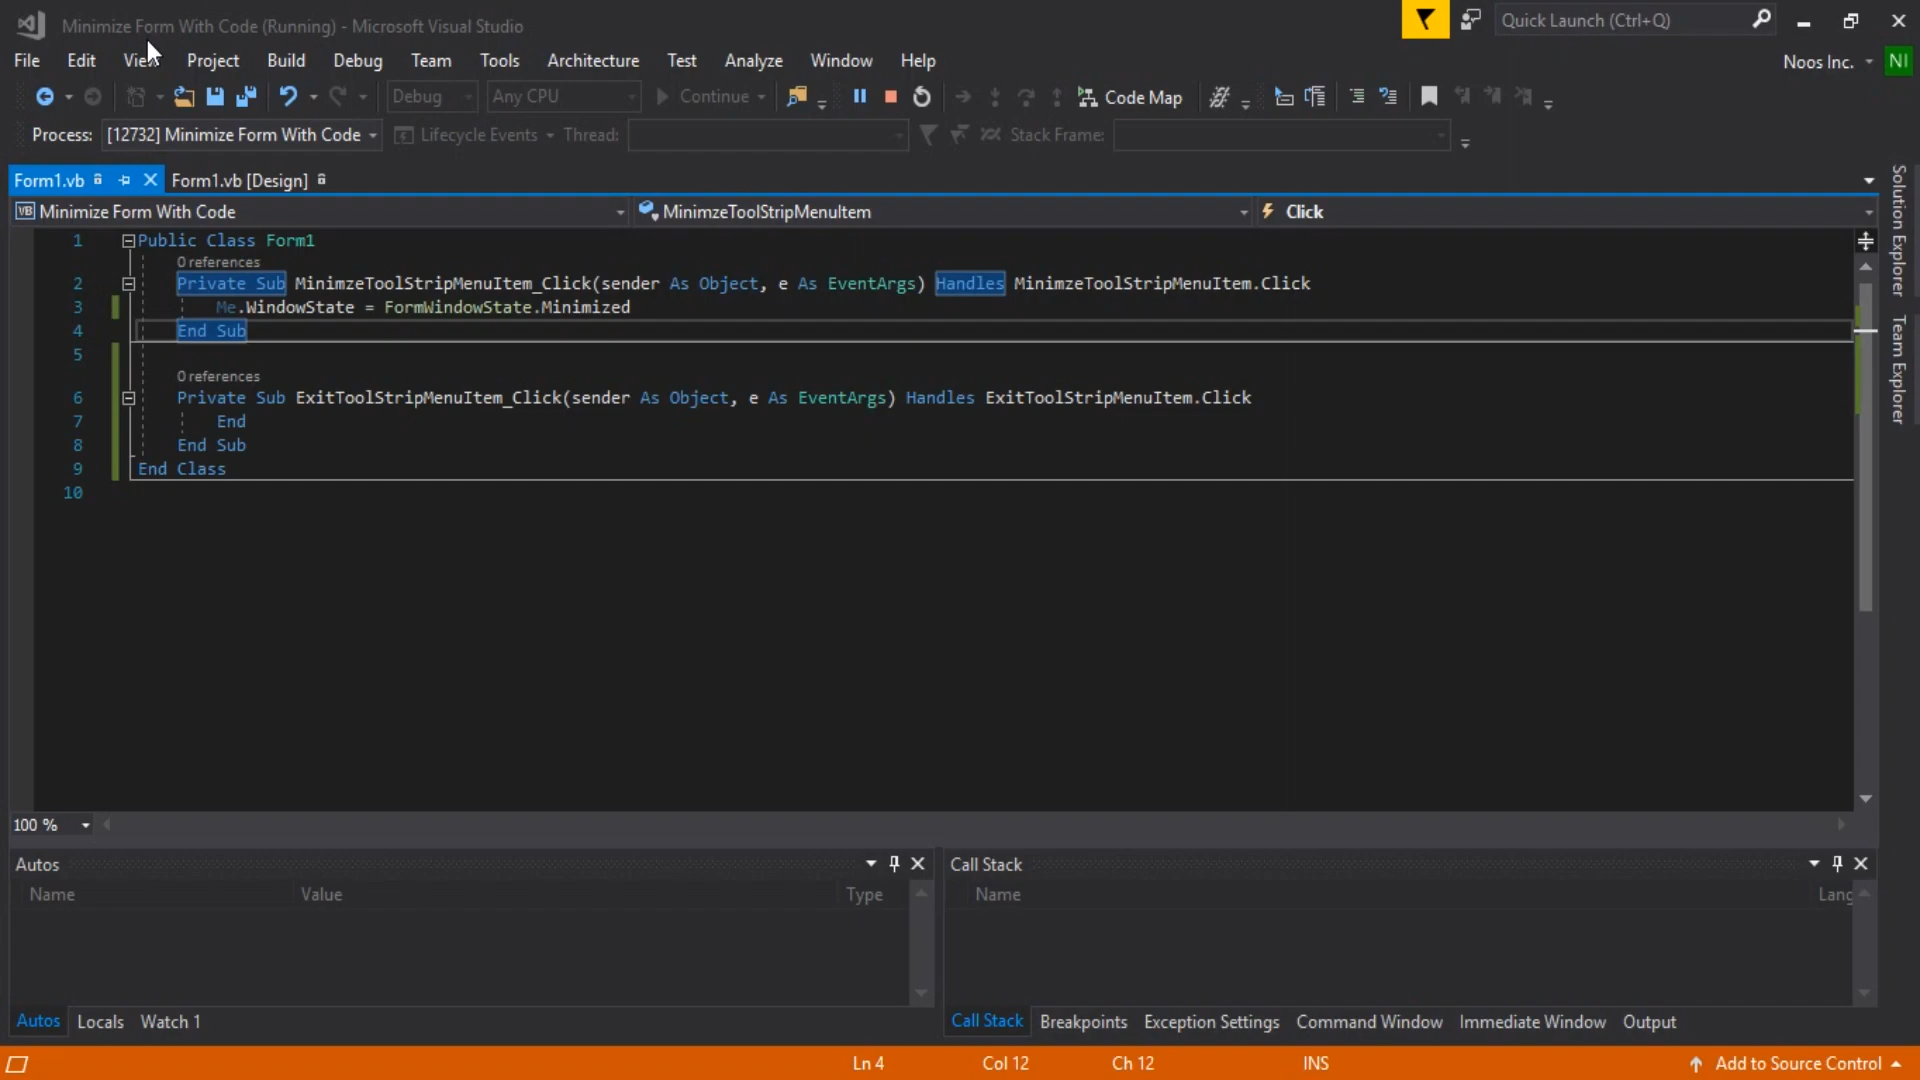 Minimize Form With Code (Running) - Microsoft Visual Studio
Quick Launch (Ctrl+Q)
File Edit View Project Build Debug Team Tools Architecture Test Analyze Window Help
Noos Inc. NI
Debug Any CPU Continue Code Map
Process: [12732] Minimize Form With Code Lifecycle Events Thread: Stack Frame:
Form1.vb Form1.vb [Design]
VB Minimize Form With Code MinimzeToolStripMenuItem Click
1 Public Class Form1
0 references
2 Private Sub MinimzeToolStripMenuItem_Click(sender As Object, e As EventArgs) Handles MinimzeToolStripMenuItem.Click
3 Me.WindowState = FormWindowState.Minimized
4 End Sub
5
0 references
6 Private Sub ExitToolStripMenuItem_Click(sender As Object, e As EventArgs) Handles ExitToolStripMenuItem.Click
7 End
8 End Sub
9 End Class
10
Solution Explorer
Team Explorer
100 %
Autos
Name Value Type
Call Stack
Name Lang
Autos Locals Watch 1
Call Stack Breakpoints Exception Settings Command Window Immediate Window Output
Ln 4 Col 12 Ch 12 INS Add to Source Control